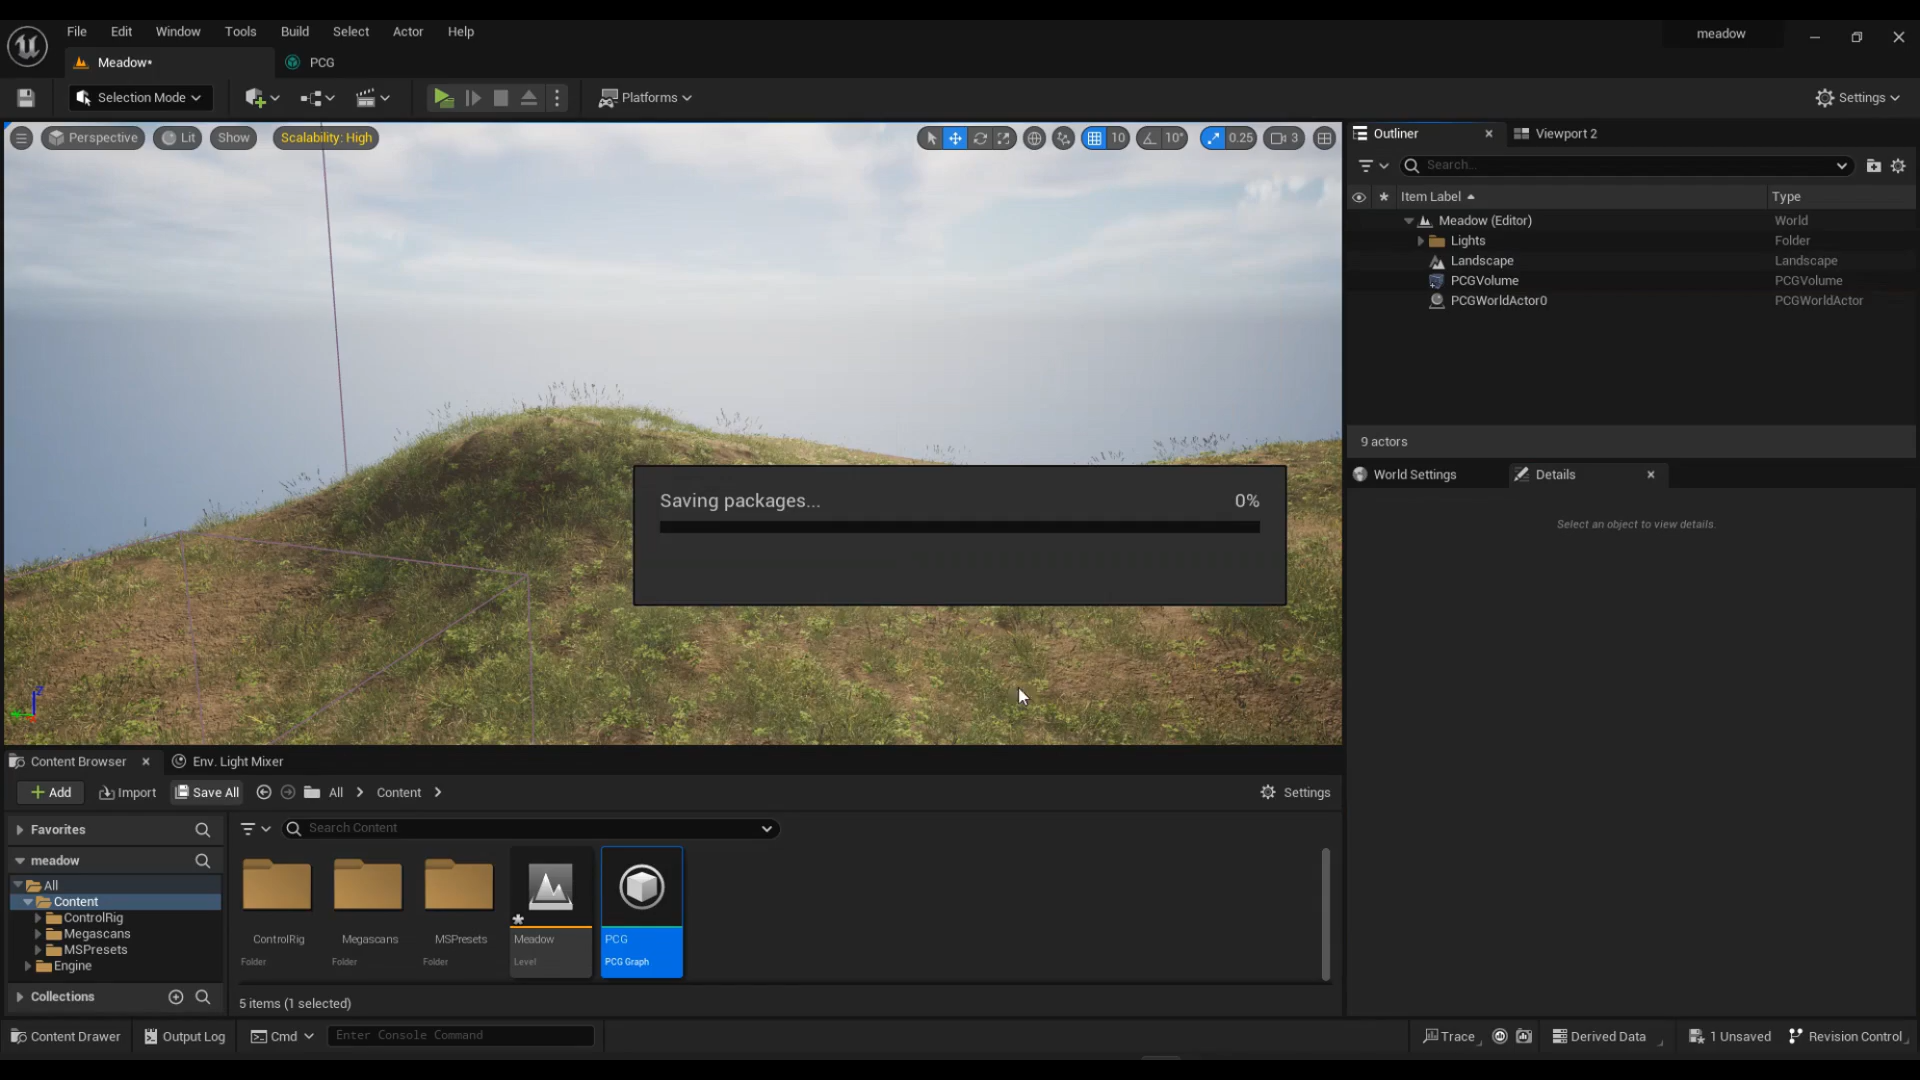 File Edit Window Tools Build Select Actor Help
meadow
Meadow•
PCG
Selection Mode
Platforms
Settings
Perspective
Lit
Show
Scalability: High
10
10°
0.25
3
Z
Outliner
Viewport 2
Search...
Item Label
Type
Meadow (Editor) World
Lights Folder
Landscape Landscape
PCGVolume PCGVolume
PCGWorldActor0 PCGWorldActor
9 actors
World Settings
Details
Select an object to view details.
Saving packages... 0%
Content Browser
Env. Light Mixer
Add
Import
Save All
All
Content
Settings
Favorites
Search Content
meadow
All
Content
ControlRig
Megascans
MSPresets
Engine
Collections
ControlRig
Folder
Megascans
Folder
MSPresets
Folder
Meadow
Level
PCG
PCG Graph
5 items (1 selected)
Content Drawer
Output Log
Cmd
Enter Console Command
Trace
Derived Data
1 Unsaved
Revision Control